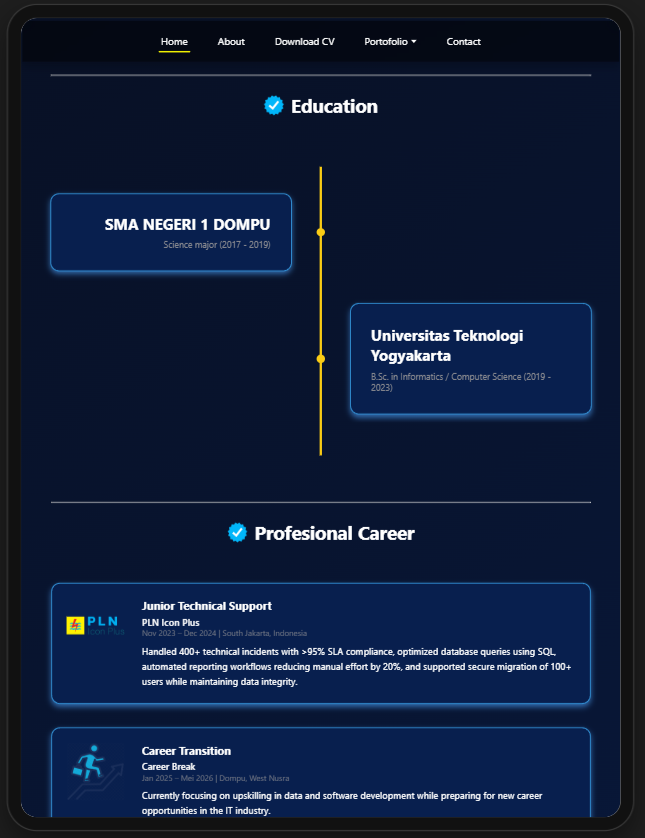 Home About Download CV Portofolio Contact
Education
SMA NEGERI 1 DOMPU
Science major (2017 - 2019)
Universitas Teknologi
Yogyakarta
B.Sc. in Informatics / Computer Science (2019 -
2023)
Profesional Career
PLN
Icon Plus
Junior Technical Support
PLN Icon Plus
Nov 2023 – Dec 2024 | South Jakarta, Indonesia
Handled 400+ technical incidents with >95% SLA compliance, optimized database queries using SQL,
automated reporting workflows reducing manual effort by 20%, and supported secure migration of 100+
users while maintaining data integrity.
Career Transition
Career Break
Jan 2025 – Mei 2026 | Dompu, West Nusra
Currently focusing on upskilling in data and software development while preparing for new career
opportunities in the IT industry.